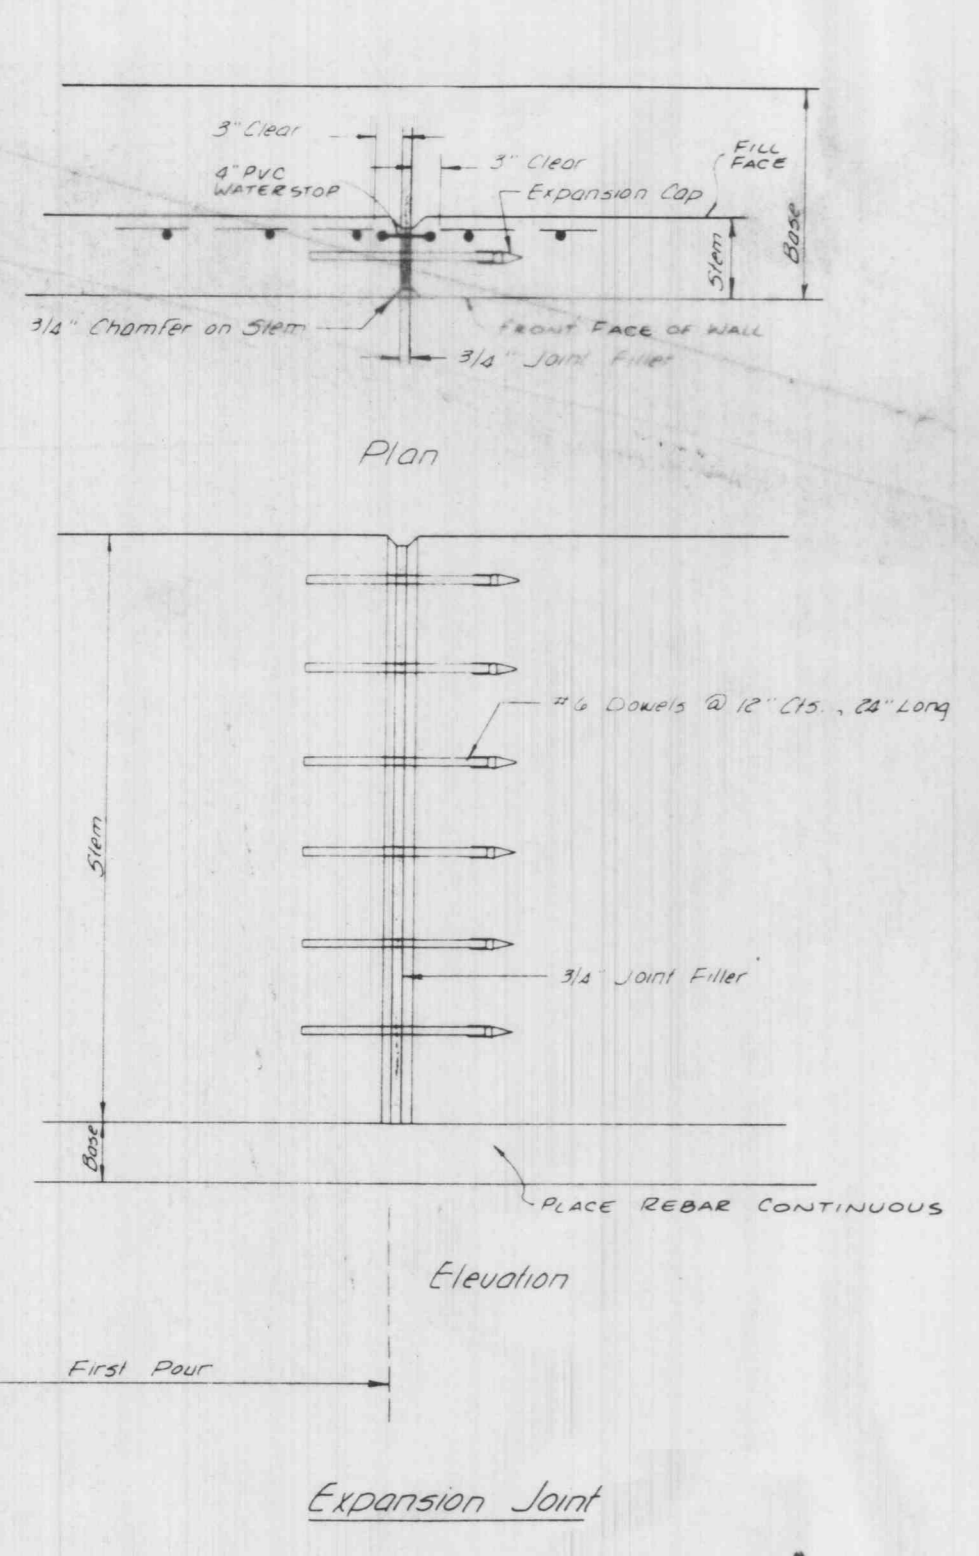 3" Clear
FILL
FACE
4" PVC
WATERSTOP
3" Clear
Expansion Cap
Stem
Base
3/4" Chamfer on Stem
FRONT FACE OF WALL
3/4" Joint Filler
Plan
#6 Dowels @ 12" Cts., 24" Long
Stem
3/4" Joint Filler
Base
PLACE REBAR CONTINUOUS
Elevation
First Pour
Expansion Joint